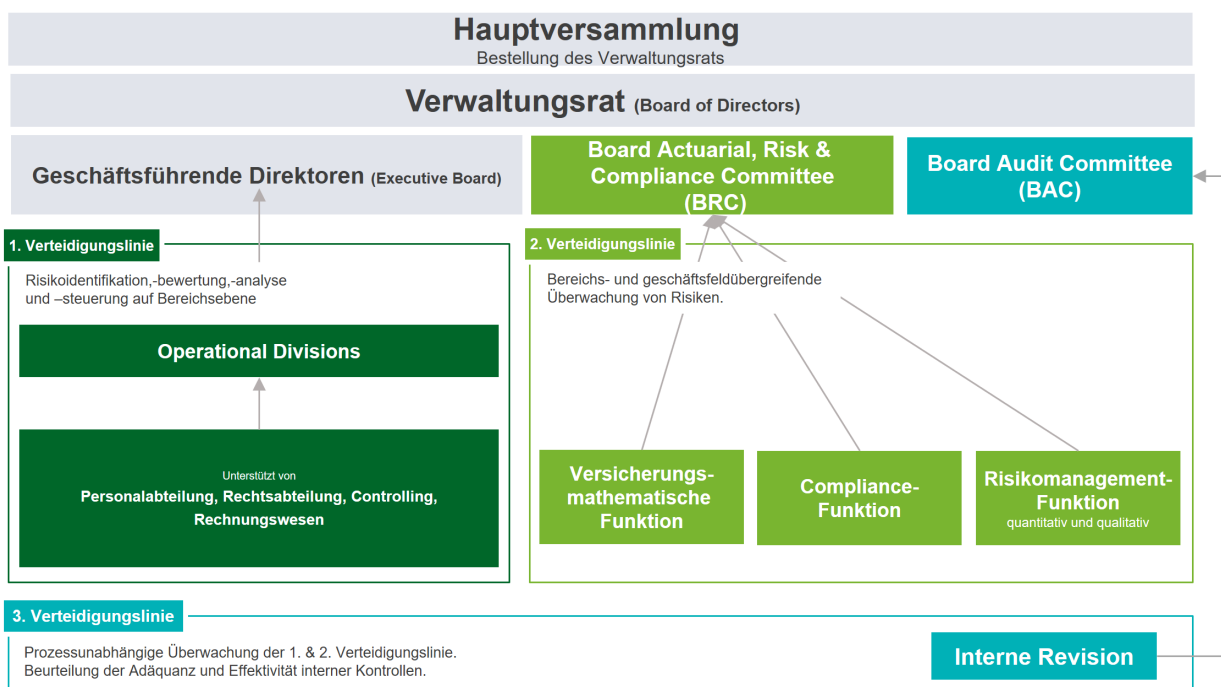 Hauptversammlung
Bestellung des Verwaltungsrats
Verwaltungsrat (Board of Directors)
Geschäftsführende Direktoren (Executive Board)
Board Actuarial, Risk &
Compliance Committee
(BRC)
Board Audit Committee
(BAC)
1. Verteidigungslinie
Risikoidentifikation,-bewertung,-analyse
und –steuerung auf Bereichsebene
Operational Divisions
Unterstützt von
Personalabteilung, Rechtsabteilung, Controlling,
Rechnungswesen
2. Verteidigungslinie
Bereichs- und geschäftsfeldübergreifende
Überwachung von Risiken.
Versicherungs-
mathematische
Funktion
Compliance-
Funktion
Risikomanagement-
Funktion
quantitativ und qualitativ
3. Verteidigungslinie
Prozessunabhängige Überwachung der 1. & 2. Verteidigungslinie.
Beurteilung der Adäquanz und Effektivität interner Kontrollen.
Interne Revision